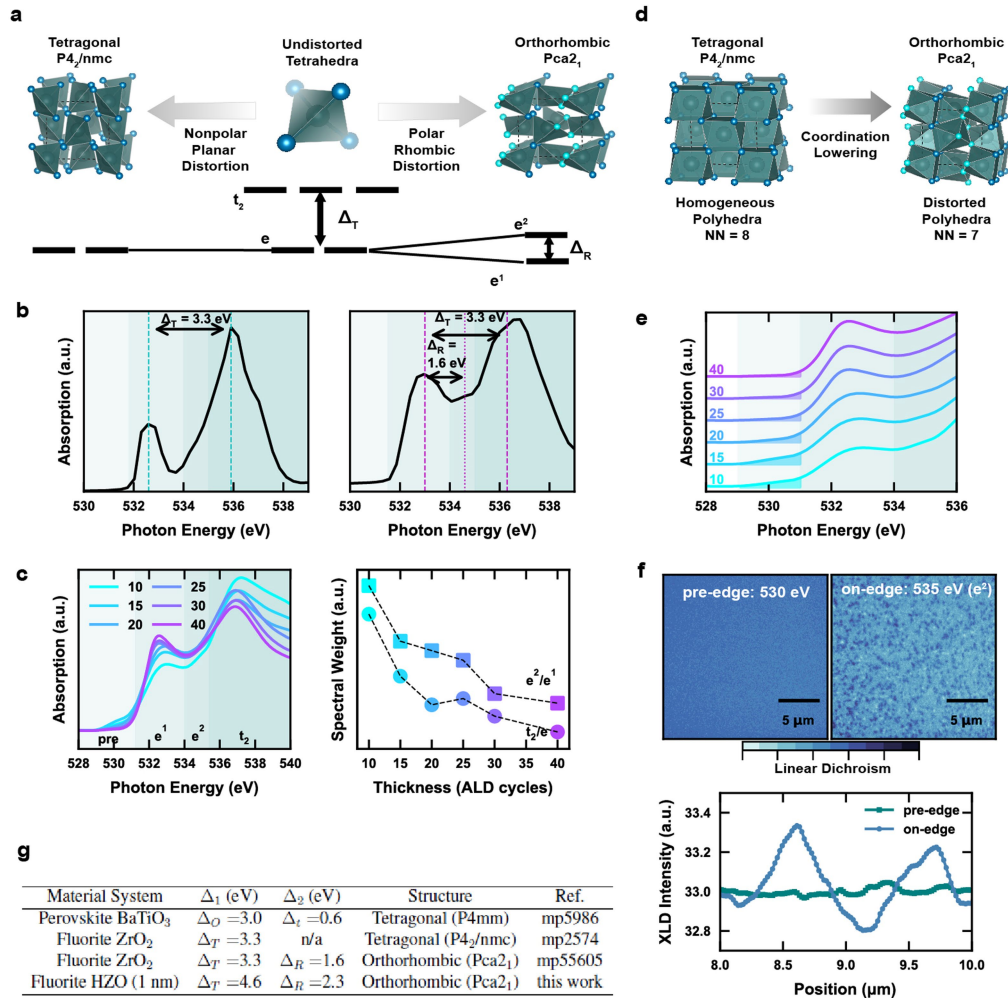 a
Tetragonal
P4₂/nmc
Undistorted
Tetrahedra
Orthorhombic
Pca2₁
Nonpolar
Planar
Distortion
Polar
Rhombic
Distortion
t₂
Δ_T
e
e²
e¹
Δ_R
d
Tetragonal
P4₂/nmc
Orthorhombic
Pca2₁
Coordination
Lowering
Homogeneous
Polyhedra
NN = 8
Distorted
Polyhedra
NN = 7
b
Δ_T = 3.3 eV
Absorption (a.u.)
530 532 534 536 538
Photon Energy (eV)
Δ_T = 3.3 eV
Δ_R =
1.6 eV
530 532 534 536 538
Photon Energy (eV)
e
Absorption (a.u.)
40
30
25
20
15
10
528 530 532 534 536
Photon Energy (eV)
c
Absorption (a.u.)
10 25
15 30
20 40
pre e¹ e² t₂
528 530 532 534 536 538 540
Photon Energy (eV)
Spectral Weight (a.u.)
e²/e¹
t₂/e
10 15 20 25 30 35 40
Thickness (ALD cycles)
f
pre-edge: 530 eV
on-edge: 535 eV (e²)
5 μm
5 μm
Linear Dichroism
XLD Intensity (a.u.)
33.4
33.2
33.0
32.8
pre-edge
on-edge
8.0 8.5 9.0 9.5 10.0
Position (μm)
g
Material System Δ₁ (eV) Δ₂ (eV) Structure Ref.
Perovskite BaTiO₃ Δ_O =3.0 Δ_t =0.6 Tetragonal (P4mm) mp5986
Fluorite ZrO₂ Δ_T =3.3 n/a Tetragonal (P4₂/nmc) mp2574
Fluorite ZrO₂ Δ_T =3.3 Δ_R =1.6 Orthorhombic (Pca2₁) mp55605
Fluorite HZO (1 nm) Δ_T =4.6 Δ_R =2.3 Orthorhombic (Pca2₁) this work